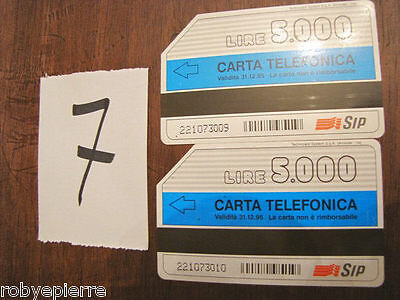 7
LIRE 5.000
CARTA TELEFONICA
Validità 31.12.95 La carta non è rimborsabile
221073009
SIP
LIRE 5.000
CARTA TELEFONICA
Validità 31.12.95 La carta non è rimborsabile
221073010
SIP
robyepierre